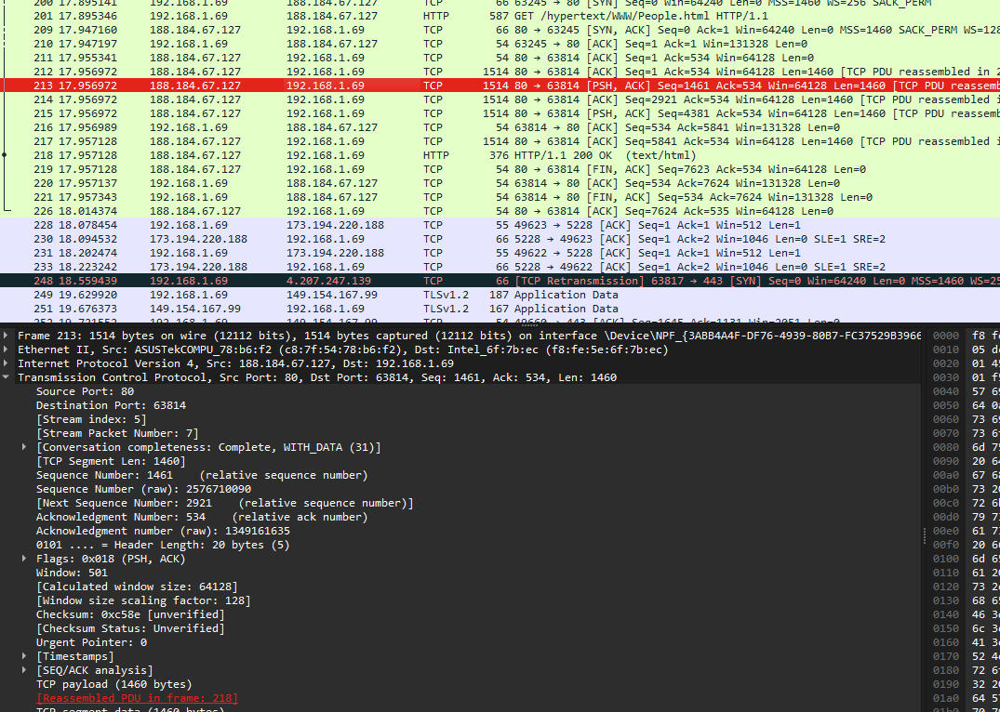 200 17.895141 192.168.1.69 188.184.67.127 TCP 66 63245 → 80 [SYN] Seq=0 Win=64240 Len=0 MSS=1460 WS=256 SACK_PERM
201 17.895346 192.168.1.69 188.184.67.127 HTTP 587 GET /hypertext/WWW/People.html HTTP/1.1
209 17.947160 188.184.67.127 192.168.1.69 TCP 66 80 → 63245 [SYN, ACK] Seq=0 Ack=1 Win=64240 Len=0 MSS=1460 SACK_PERM WS=128
210 17.947197 192.168.1.69 188.184.67.127 TCP 54 63245 → 80 [ACK] Seq=1 Ack=1 Win=131328 Len=0
211 17.955341 188.184.67.127 192.168.1.69 TCP 54 80 → 63814 [ACK] Seq=1 Ack=534 Win=64128 Len=0
212 17.956972 188.184.67.127 192.168.1.69 TCP 1514 80 → 63814 [ACK] Seq=1 Ack=534 Win=64128 Len=1460 [TCP PDU reassembled in 2
213 17.956972 188.184.67.127 192.168.1.69 TCP 1514 80 → 63814 [PSH, ACK] Seq=1461 Ack=534 Win=64128 Len=1460 [TCP PDU reassemb
214 17.956972 188.184.67.127 192.168.1.69 TCP 1514 80 → 63814 [ACK] Seq=2921 Ack=534 Win=64128 Len=1460 [TCP PDU reassembled i
215 17.956972 188.184.67.127 192.168.1.69 TCP 1514 80 → 63814 [PSH, ACK] Seq=4381 Ack=534 Win=64128 Len=1460 [TCP PDU reassemb
216 17.956989 192.168.1.69 188.184.67.127 TCP 54 63814 → 80 [ACK] Seq=534 Ack=5841 Win=131328 Len=0
217 17.957128 188.184.67.127 192.168.1.69 TCP 1514 80 → 63814 [ACK] Seq=5841 Ack=534 Win=64128 Len=1460 [TCP PDU reassembled i
218 17.957128 188.184.67.127 192.168.1.69 HTTP 376 HTTP/1.1 200 OK (text/html)
219 17.957128 188.184.67.127 192.168.1.69 TCP 54 80 → 63814 [FIN, ACK] Seq=7623 Ack=534 Win=64128 Len=0
220 17.957137 192.168.1.69 188.184.67.127 TCP 54 63814 → 80 [ACK] Seq=534 Ack=7624 Win=131328 Len=0
221 17.957343 192.168.1.69 188.184.67.127 TCP 54 63814 → 80 [FIN, ACK] Seq=534 Ack=7624 Win=131328 Len=0
226 18.014374 188.184.67.127 192.168.1.69 TCP 54 80 → 63814 [ACK] Seq=7624 Ack=535 Win=64128 Len=0
228 18.078454 192.168.1.69 173.194.220.188 TCP 55 49623 → 5228 [ACK] Seq=1 Ack=1 Win=512 Len=1
230 18.094532 173.194.220.188 192.168.1.69 TCP 66 5228 → 49623 [ACK] Seq=1 Ack=2 Win=1046 Len=0 SLE=1 SRE=2
231 18.202474 192.168.1.69 173.194.220.188 TCP 55 49622 → 5228 [ACK] Seq=1 Ack=1 Win=512 Len=1
233 18.223242 173.194.220.188 192.168.1.69 TCP 66 5228 → 49622 [ACK] Seq=1 Ack=2 Win=1046 Len=0 SLE=1 SRE=2
248 18.559439 192.168.1.69 4.207.247.139 TCP 66 [TCP Retransmission] 63817 → 443 [SYN] Seq=0 Win=64240 Len=0 MSS=1460 WS=25
249 19.629920 192.168.1.69 149.154.167.99 TLSv1.2 187 Application Data
251 19.676373 149.154.167.99 192.168.1.69 TLSv1.2 167 Application Data
252 19.721552 192.168.1.69 149.154.167.99 TCP 54 49660 → 443 [ACK] Seq=1645 Ack=1131 Win=509 Len=0
Frame 213: 1514 bytes on wire (12112 bits), 1514 bytes captured (12112 bits) on interface \Device\NPF_{3ABB4A4F-DF76-4939-80B7-FC37529B3966
Ethernet II, Src: ASUSTekCOMPU_78:b6:f2 (c8:7f:54:78:b6:f2), Dst: Intel_6f:7b:ec (f8:fe:5e:6f:7b:ec)
Internet Protocol Version 4, Src: 188.184.67.127, Dst: 192.168.1.69
Transmission Control Protocol, Src Port: 80, Dst Port: 63814, Seq: 1461, Ack: 534, Len: 1460
Source Port: 80
Destination Port: 63814
[Stream index: 5]
[Stream Packet Number: 7]
[Conversation completeness: Complete, WITH_DATA (31)]
[TCP Segment Len: 1460]
Sequence Number: 1461 (relative sequence number)
Sequence Number (raw): 2576710090
[Next Sequence Number: 2921 (relative sequence number)]
Acknowledgment Number: 534 (relative ack number)
Acknowledgment number (raw): 1349161635
0101 .... = Header Length: 20 bytes (5)
Flags: 0x018 (PSH, ACK)
Window: 501
[Calculated window size: 64128]
[Window size scaling factor: 128]
Checksum: 0xc58e [unverified]
[Checksum Status: Unverified]
Urgent Pointer: 0
[Timestamps]
[SEQ/ACK analysis]
TCP payload (1460 bytes)
[Reassembled PDU in frame: 218]
TCP segment data (1460 bytes)
0000 f8 f
0010 05 d
0020 01 4
0030 01 f
0040 57 6
0050 64 0
0060 73 6
0070 73 6
0080 6d 7
0090 20 6
00a0 67 6
00b0 73 2
00c0 72 6
00d0 79 7
00e0 61 7
00f0 20 6
0100 6d 6
0110 61 2
0120 73 2
0130 68 6
0140 46 3
0150 6c 3
0160 41 3
0170 52 4
0180 72 6
0190 32 2
01a0 64 5
01b0 70 7